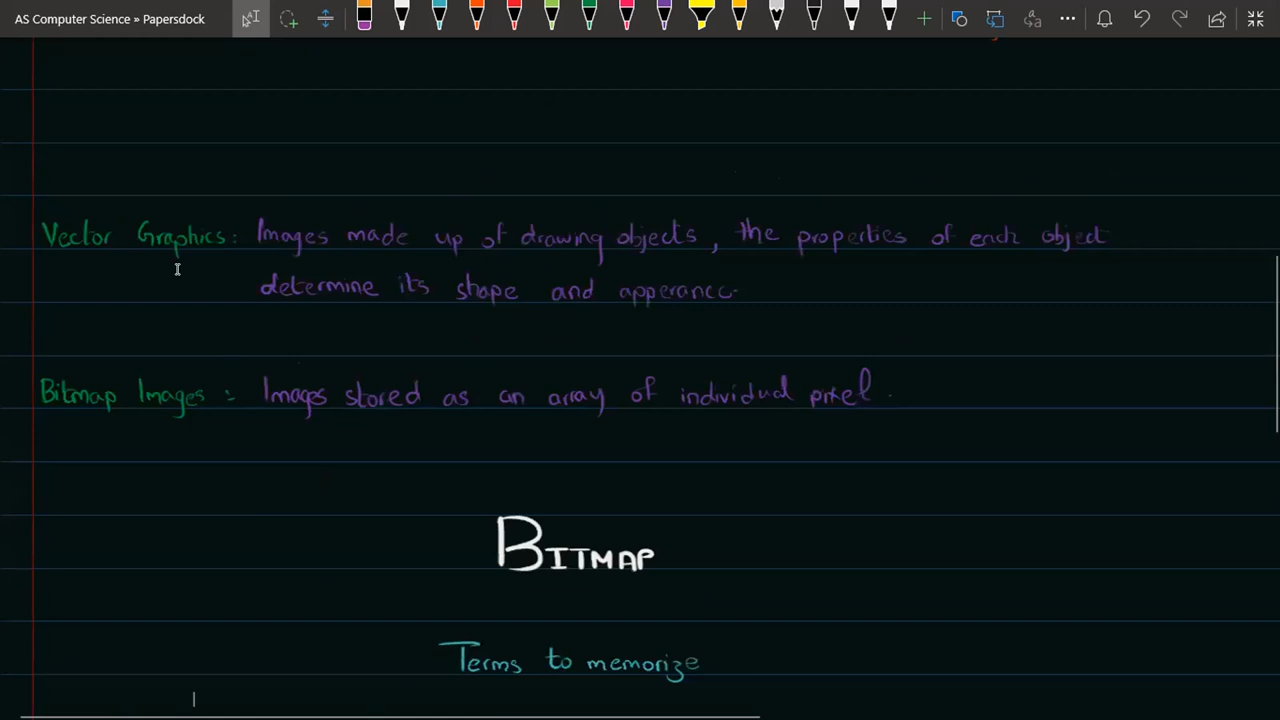 AS Computer Science » Papersdock
Vector Graphics: Images made up of drawing objects, the properties of each object
determine its shape and apperance.
Bitmap Images: Images stored as an array of individual pixel.
BITMAP
Terms to memorize